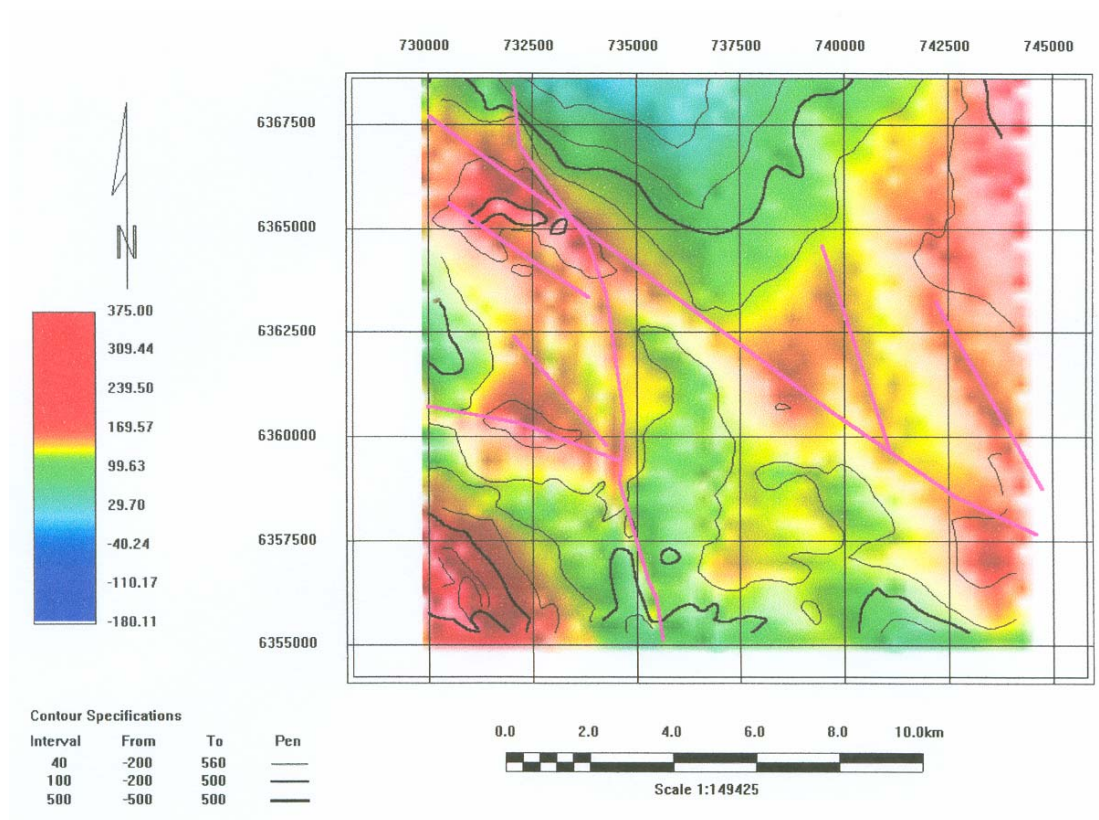 730000 732500 735000 737500 740000 742500 745000
6367500
6365000
6362500
6360000
6357500
6355000
N
375.00
309.44
239.50
169.57
99.63
29.70
-40.24
-110.17
-180.11
Contour Specifications
Interval From To Pen
40 -200 560
100 -200 500
500 -500 500
0.0 2.0 4.0 6.0 8.0 10.0km
Scale 1:149425